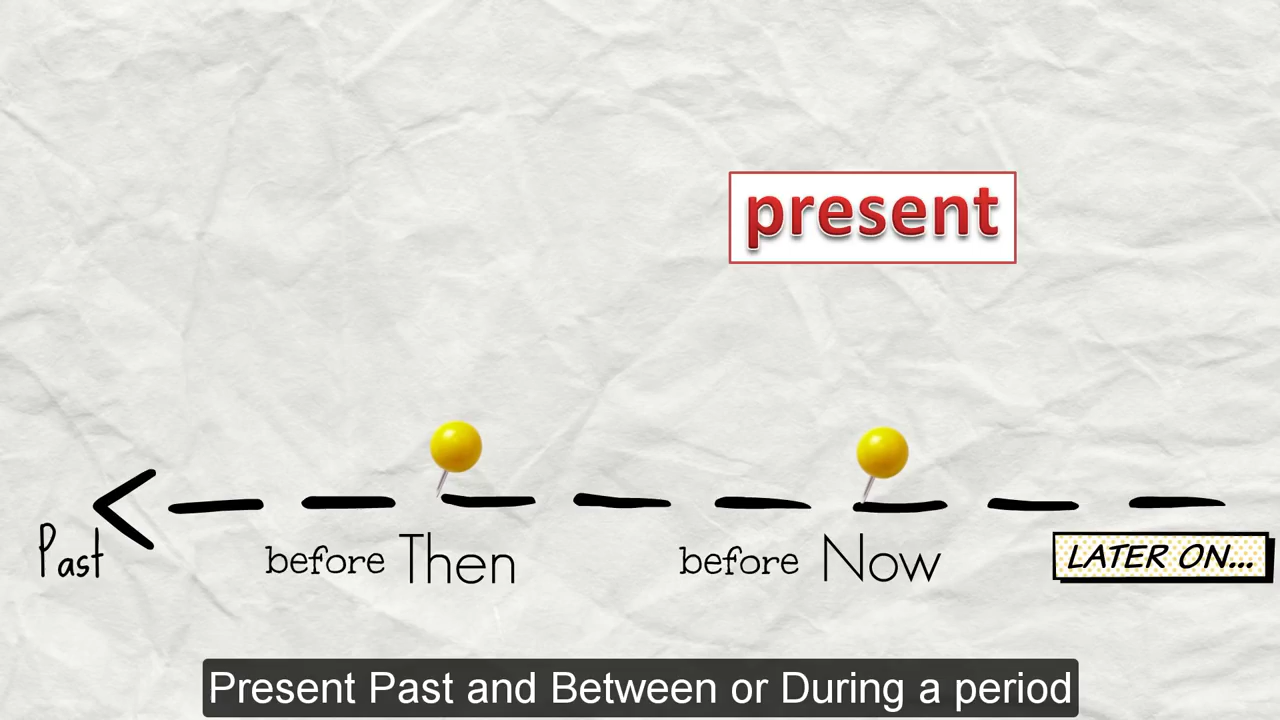 present
Past
before Then
before Now
LATER ON...
Present Past and Between or During a period